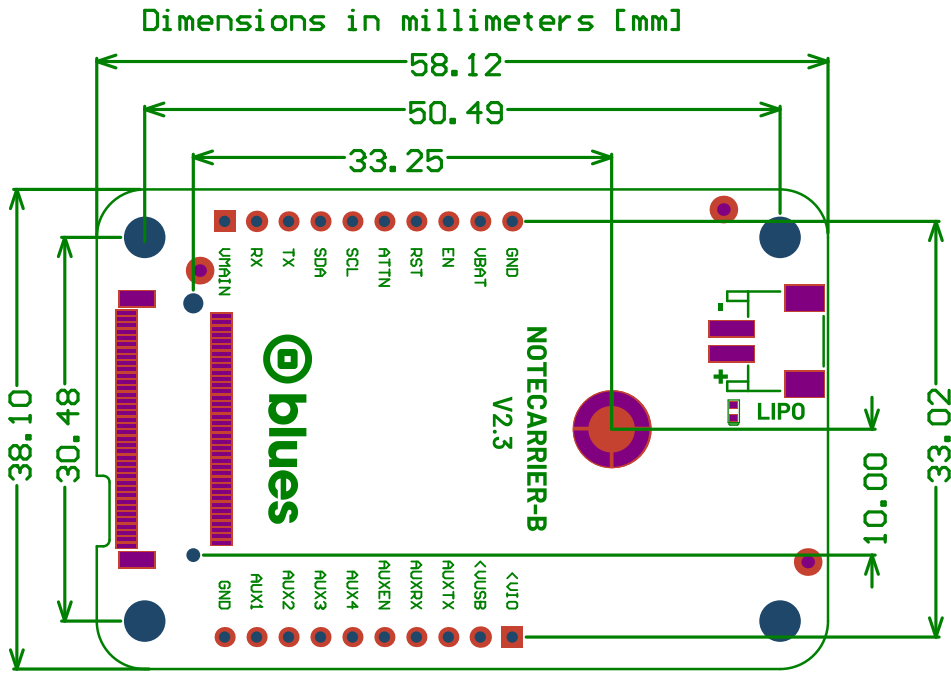 Dimensions in millimeters [mm]
58.12
50.49
33.25
VMAIN
RX
TX
SDA
SCL
ATTN
RST
EN
VBAT
GND
-
+
LIPO
NOTECARRIER-B
V2.3
blues
38.10
30.48
10.00
33.02
GND
AUX1
AUX2
AUX3
AUX4
AUXEN
AUXRX
AUXTX
<VUSB
<VIO